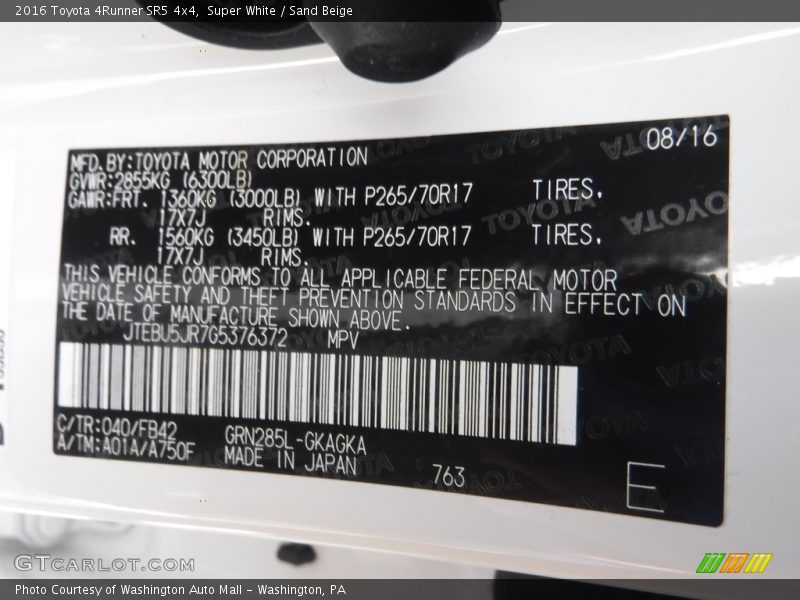 2016 Toyota 4Runner SR5 4x4, Super White / Sand Beige
08/16
MFD. BY: TOYOTA MOTOR CORPORATION
GVWR: 2855KG (6300LB)
GAWR: FRT. 1360KG (3000LB) WITH P265/70R17 TIRES,
17X7J RIMS.
RR. 1560KG (3450LB) WITH P265/70R17 TIRES,
17X7J RIMS.
THIS VEHICLE CONFORMS TO ALL APPLICABLE FEDERAL MOTOR
VEHICLE SAFETY AND THEFT PREVENTION STANDARDS IN EFFECT ON
THE DATE OF MANUFACTURE SHOWN ABOVE.
JTEBU5JR7G5376372 MPV
C/TR: 040/FB42 GRN285L-GKAGKA
A/TM: A01A/A750F MADE IN JAPAN
763
E
GTCARLOT.COM
Photo Courtesy of Washington Auto Mall - Washington, PA